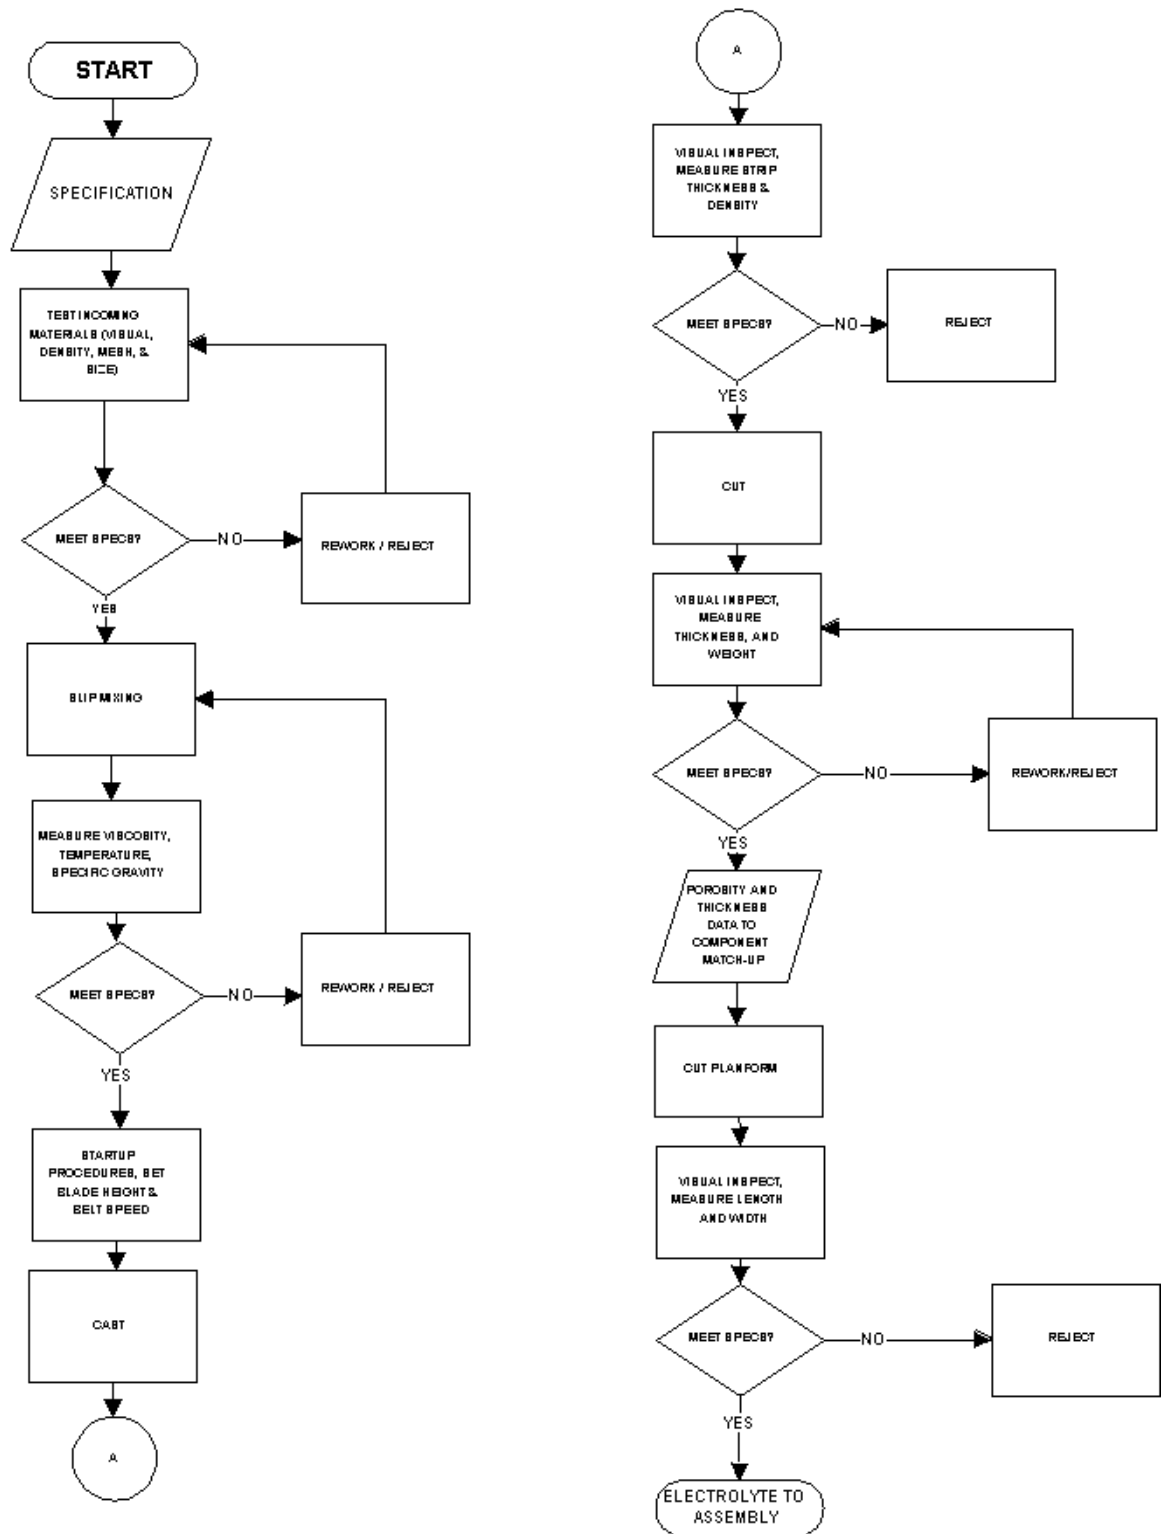 START
SPECIFICATION
TEST INCOMING
MATERIALS (VISUAL,
DENSITY, MESH, &
SIZE)
MEET SPECS?
NO
REWORK / REJECT
YES
SLIP MIXING
MEASURE VISCOSITY,
TEMPERATURE,
SPECIFIC GRAVITY
MEET SPECS?
NO
REWORK / REJECT
YES
STARTUP
PROCEDURES, SET
BLADE HEIGHT &
BELT SPEED
CAST
A
A
VISUAL INSPECT,
MEASURE STRIP
THICKNESS &
DENSITY
MEET SPECS?
NO
REJECT
YES
CUT
VISUAL INSPECT,
MEASURE
THICKNESS, AND
WEIGHT
MEET SPECS?
NO
REWORK/REJECT
YES
POROSITY AND
THICKNESS
DATA TO
COMPONENT
MATCH-UP
CUT PLANFORM
VISUAL INSPECT,
MEASURE LENGTH
AND WIDTH
MEET SPECS?
NO
REJECT
YES
ELECTROLYTE TO
ASSEMBLY